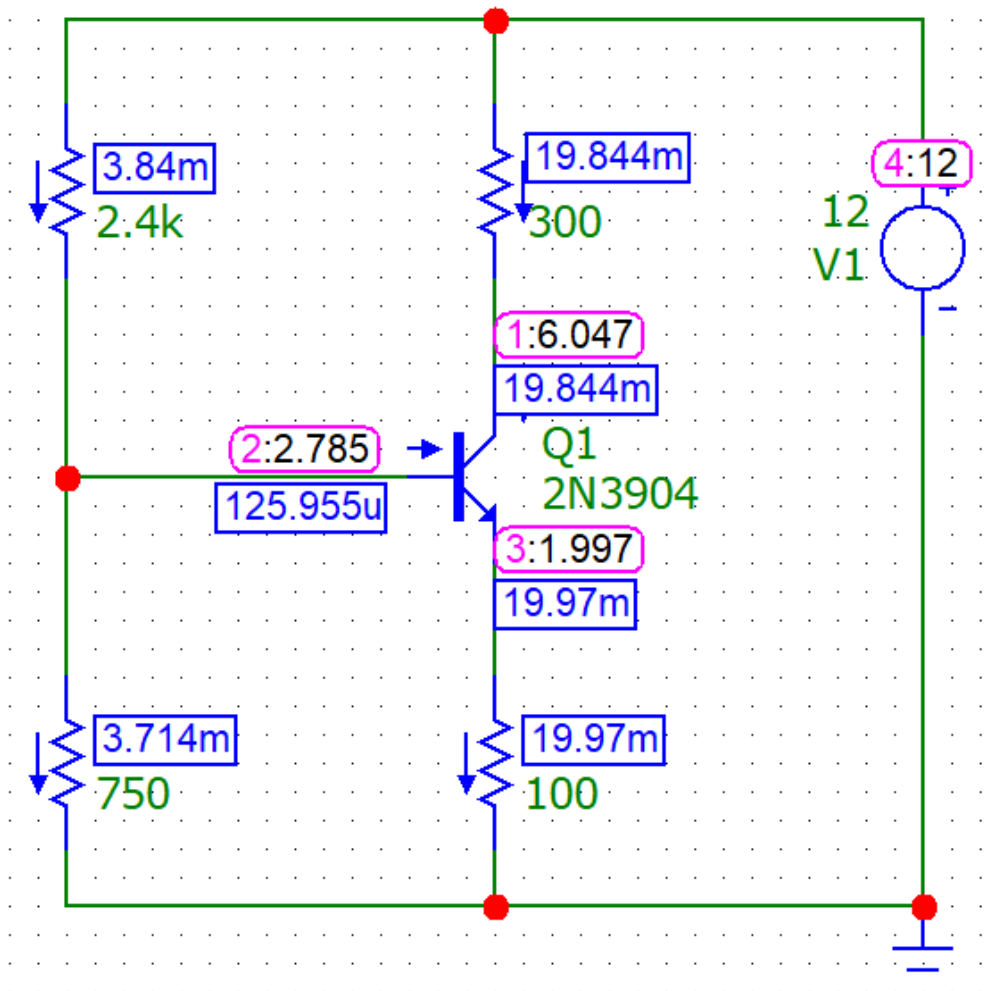 3.84m
2.4k
19.844m
300
4:12
12
V1
+
-
1:6.047
19.844m
2:2.785
125.955u
Q1
2N3904
3:1.997
19.97m
3.714m
750
19.97m
100